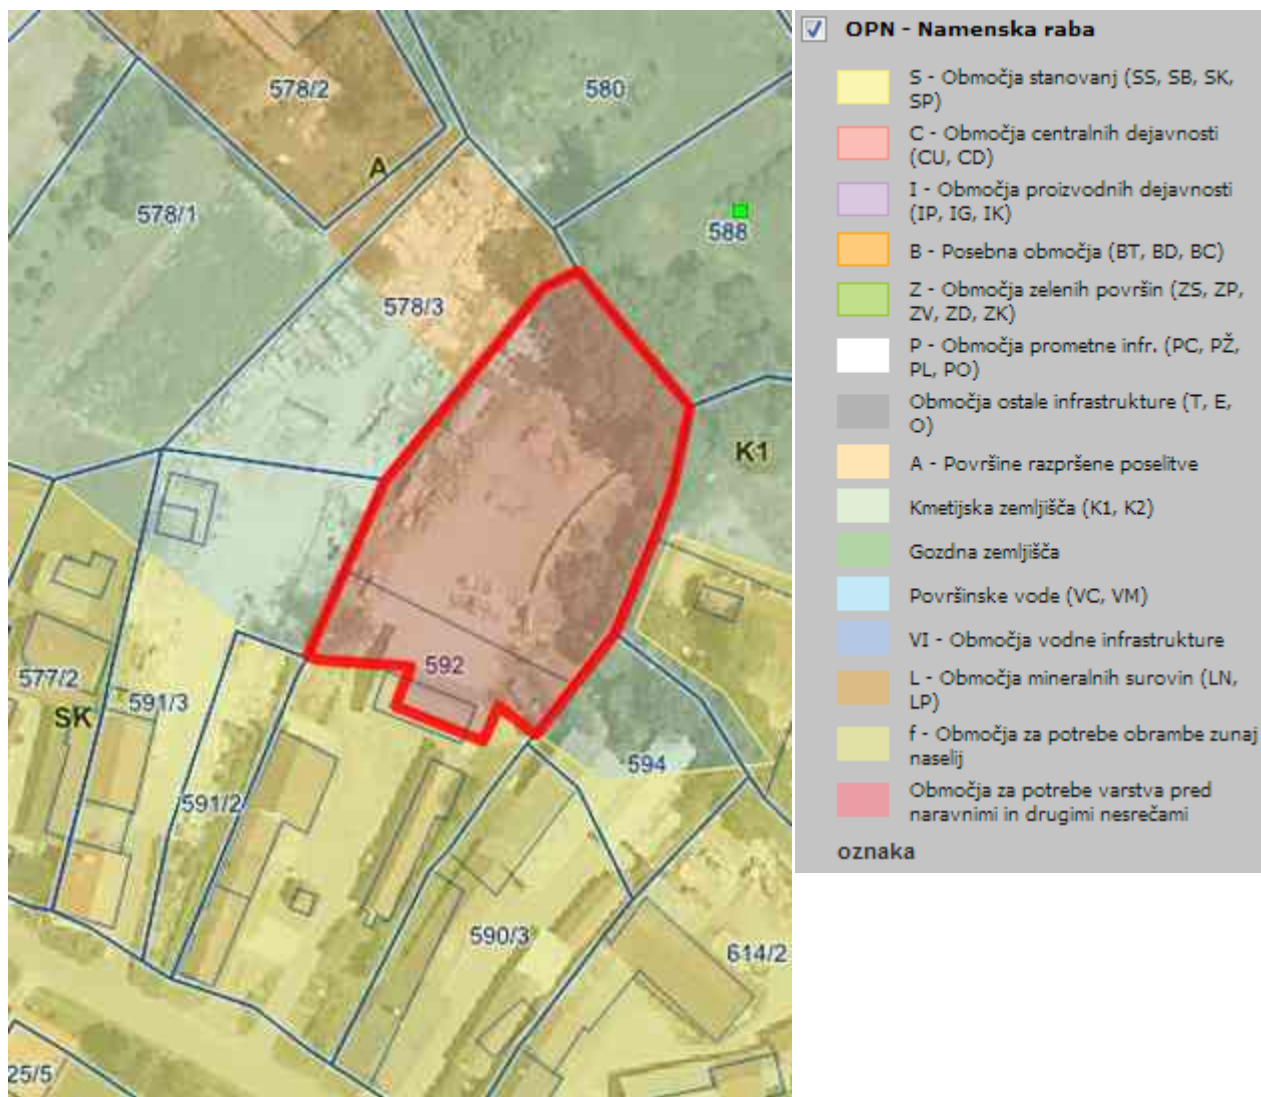 578/2
580
A
578/1
588
578/3
K1
592
577/2
591/3
SK
594
591/2
590/3
614/2
25/5
OPN - Namenska raba
S - Območja stanovanj (SS, SB, SK,
SP)
C - Območja centralnih dejavnosti
(CU, CD)
I - Območja proizvodnih dejavnosti
(IP, IG, IK)
B - Posebna območja (BT, BD, BC)
Z - Območja zelenih površin (ZS, ZP,
ZV, ZD, ZK)
P - Območja prometne infr. (PC, PŽ,
PL, PO)
Območja ostale infrastrukture (T, E,
O)
A - Površine razpršene poselitve
Kmetijska zemljišča (K1, K2)
Gozdna zemljišča
Površinske vode (VC, VM)
VI - Območja vodne infrastrukture
L - Območja mineralnih surovin (LN,
LP)
f - Območja za potrebe obrambe zunaj
naselij
Območja za potrebe varstva pred
naravnimi in drugimi nesrečami
oznaka